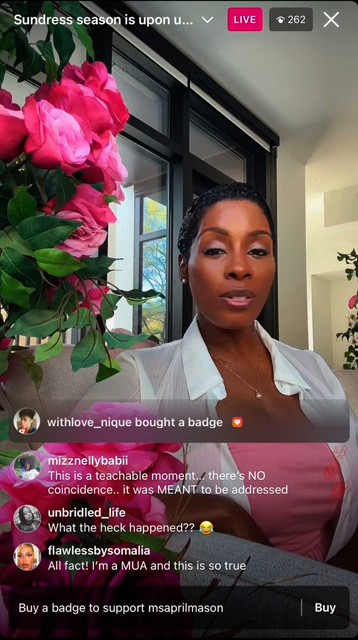 Sundress season is upon u...
LIVE
262
withlove_nique bought a badge
mizznellybabii
This is a teachable moment... there's NO
coincidence.. it was MEANT to be addressed
unbridled_life
What the heck happened?? 😂
flawlessbysomalia
All fact! I'm a MUA and this is so true
Buy a badge to support msaprilmason
Buy